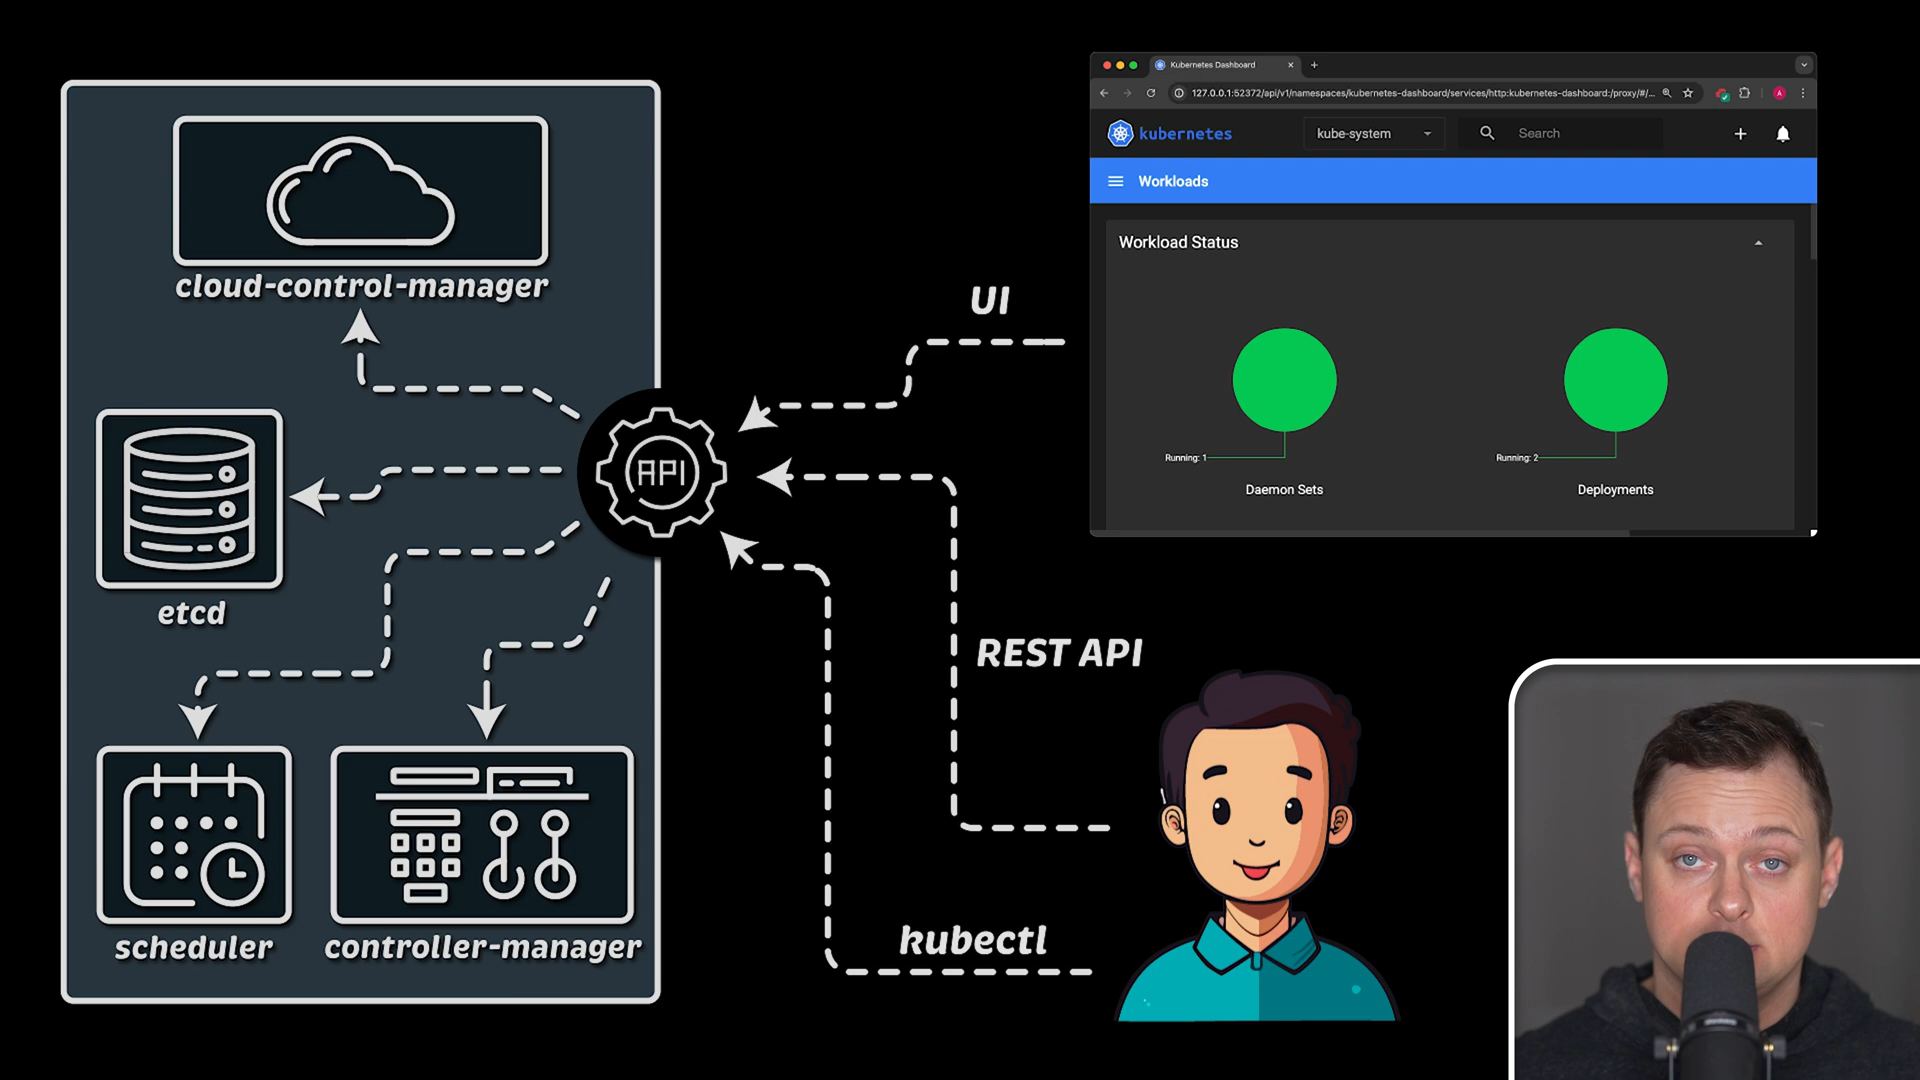 cloud-control-manager
etcd
scheduler
controller-manager
API
UI
REST API
kubectl
Kubernetes Dashboard
127.0.0.1:52372/api/v1/namespaces/kubernetes-dashboard/services/http:kubernetes-dashboard:/proxy/#/...
A
kubernetes
kube-system
Search
Workloads
Workload Status
Running: 1
Daemon Sets
Running: 2
Deployments